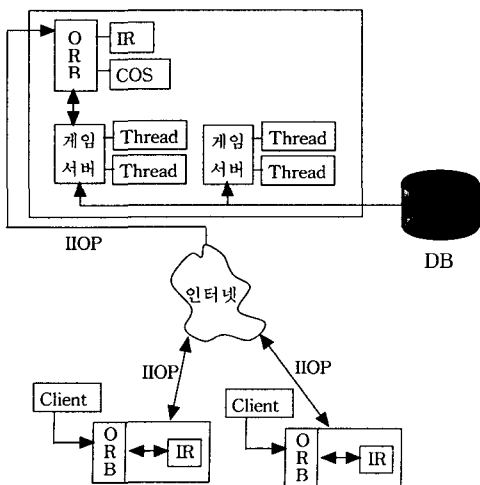 ORB
IR
COS
게임
서버
Thread
Thread
게임
서버
Thread
Thread
IIOP
DB
인터넷
IIOP
IIOP
Client
ORB
IR
Client
ORB
IR